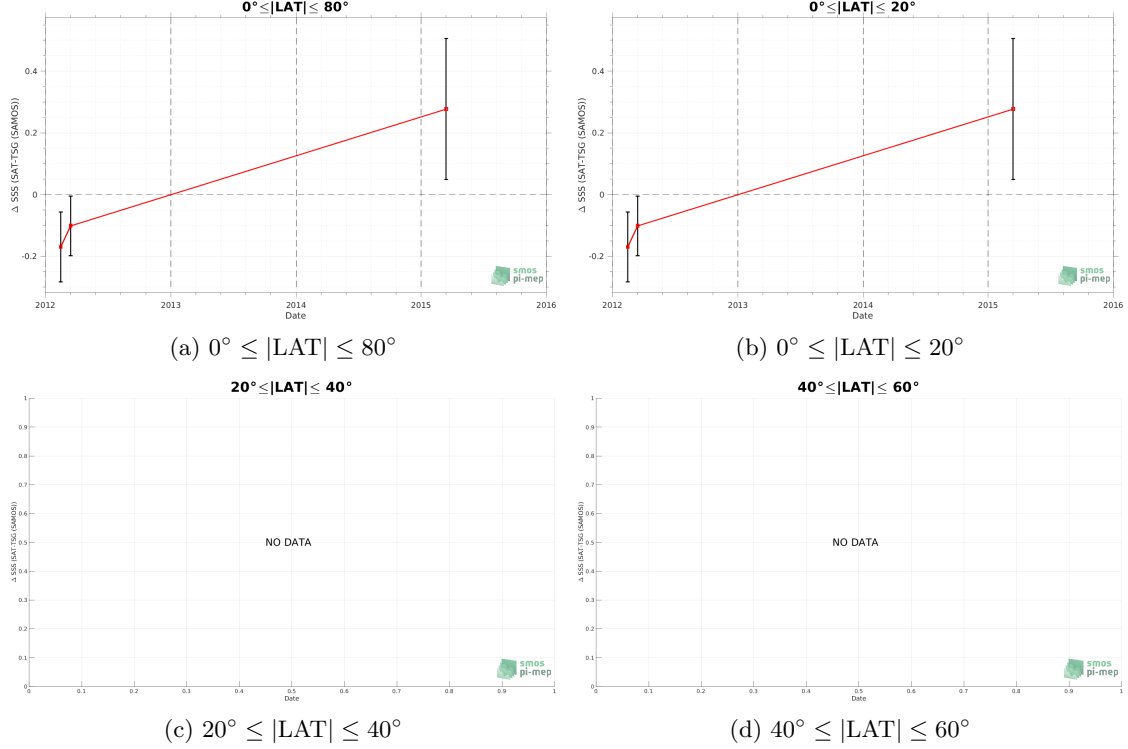 0°≤|LAT|≤ 80°
Δ SSS (SAT-TSG (SAMOS))
0.4
0.2
0
-0.2
2012 2013 2014 2015 2016
Date
smos
pi-mep
(a) 0° ≤ |LAT| ≤ 80°
0°≤|LAT|≤ 20°
Δ SSS (SAT-TSG (SAMOS))
0.4
0.2
0
-0.2
2012 2013 2014 2015 2016
Date
smos
pi-mep
(b) 0° ≤ |LAT| ≤ 20°
20°≤|LAT|≤ 40°
Δ SSS (SAT-TSG (SAMOS))
1
0.9
0.8
0.7
0.6
0.5
0.4
0.3
0.2
0.1
0
NO DATA
0 0.1 0.2 0.3 0.4 0.5 0.6 0.7 0.8 0.9 1
Date
smos
pi-mep
(c) 20° ≤ |LAT| ≤ 40°
40°≤|LAT|≤ 60°
Δ SSS (SAT-TSG (SAMOS))
1
0.9
0.8
0.7
0.6
0.5
0.4
0.3
0.2
0.1
0
NO DATA
0 0.1 0.2 0.3 0.4 0.5 0.6 0.7 0.8 0.9 1
Date
smos
pi-mep
(d) 40° ≤ |LAT| ≤ 60°